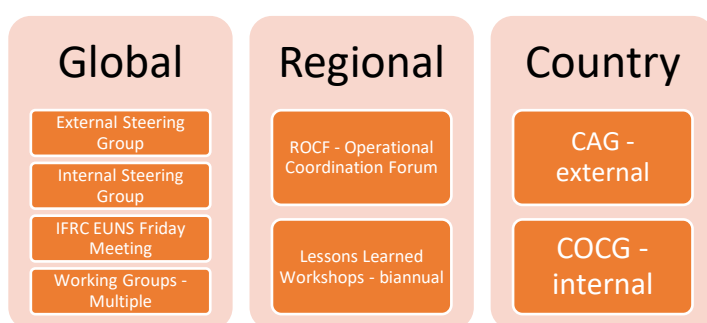 Global
External Steering
Group
Internal Steering
Group
IFRC EUNS Friday
Meeting
Working Groups -
Multiple
Regional
ROCF - Operational
Coordination Forum
Lessons Learned
Workshops - biannual
Country
CAG -
external
COCG -
internal